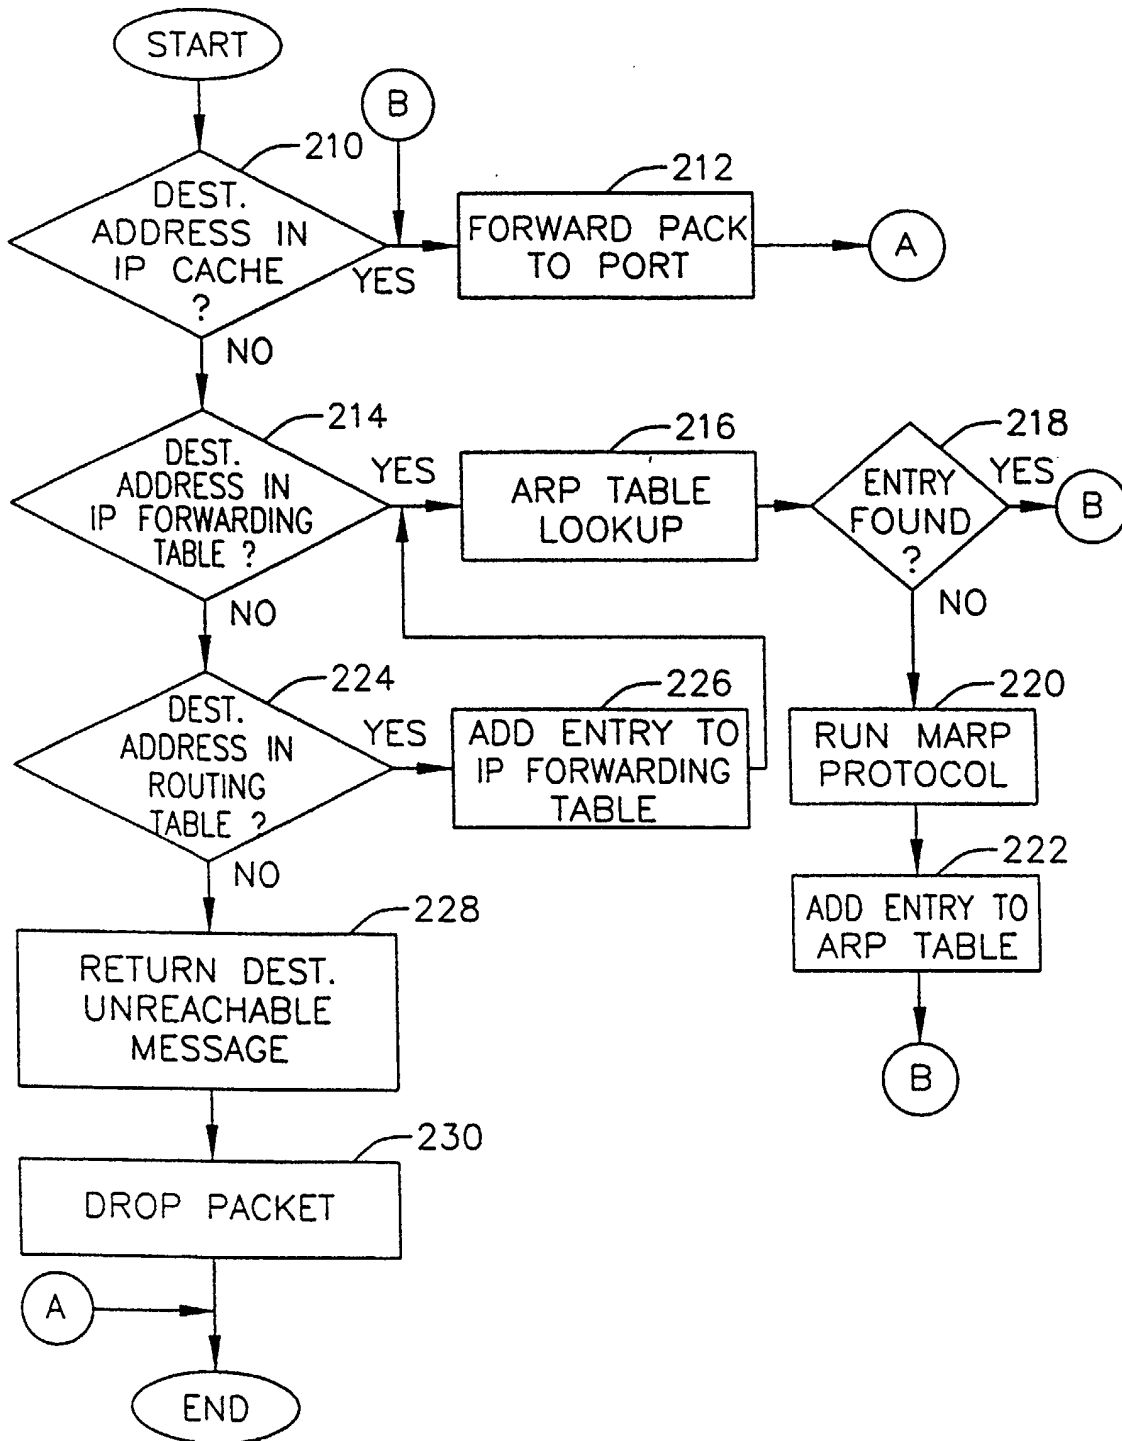 START
B
210
DEST.
ADDRESS IN
IP CACHE
?
YES
NO
212
FORWARD PACK
TO PORT
A
214
DEST.
ADDRESS IN
IP FORWARDING
TABLE ?
YES
NO
216
ARP TABLE
LOOKUP
218
ENTRY
FOUND
?
YES
B
NO
220
RUN MARP
PROTOCOL
222
ADD ENTRY TO
ARP TABLE
B
224
DEST.
ADDRESS IN
ROUTING
TABLE ?
YES
NO
226
ADD ENTRY TO
IP FORWARDING
TABLE
228
RETURN DEST.
UNREACHABLE
MESSAGE
230
DROP PACKET
A
END